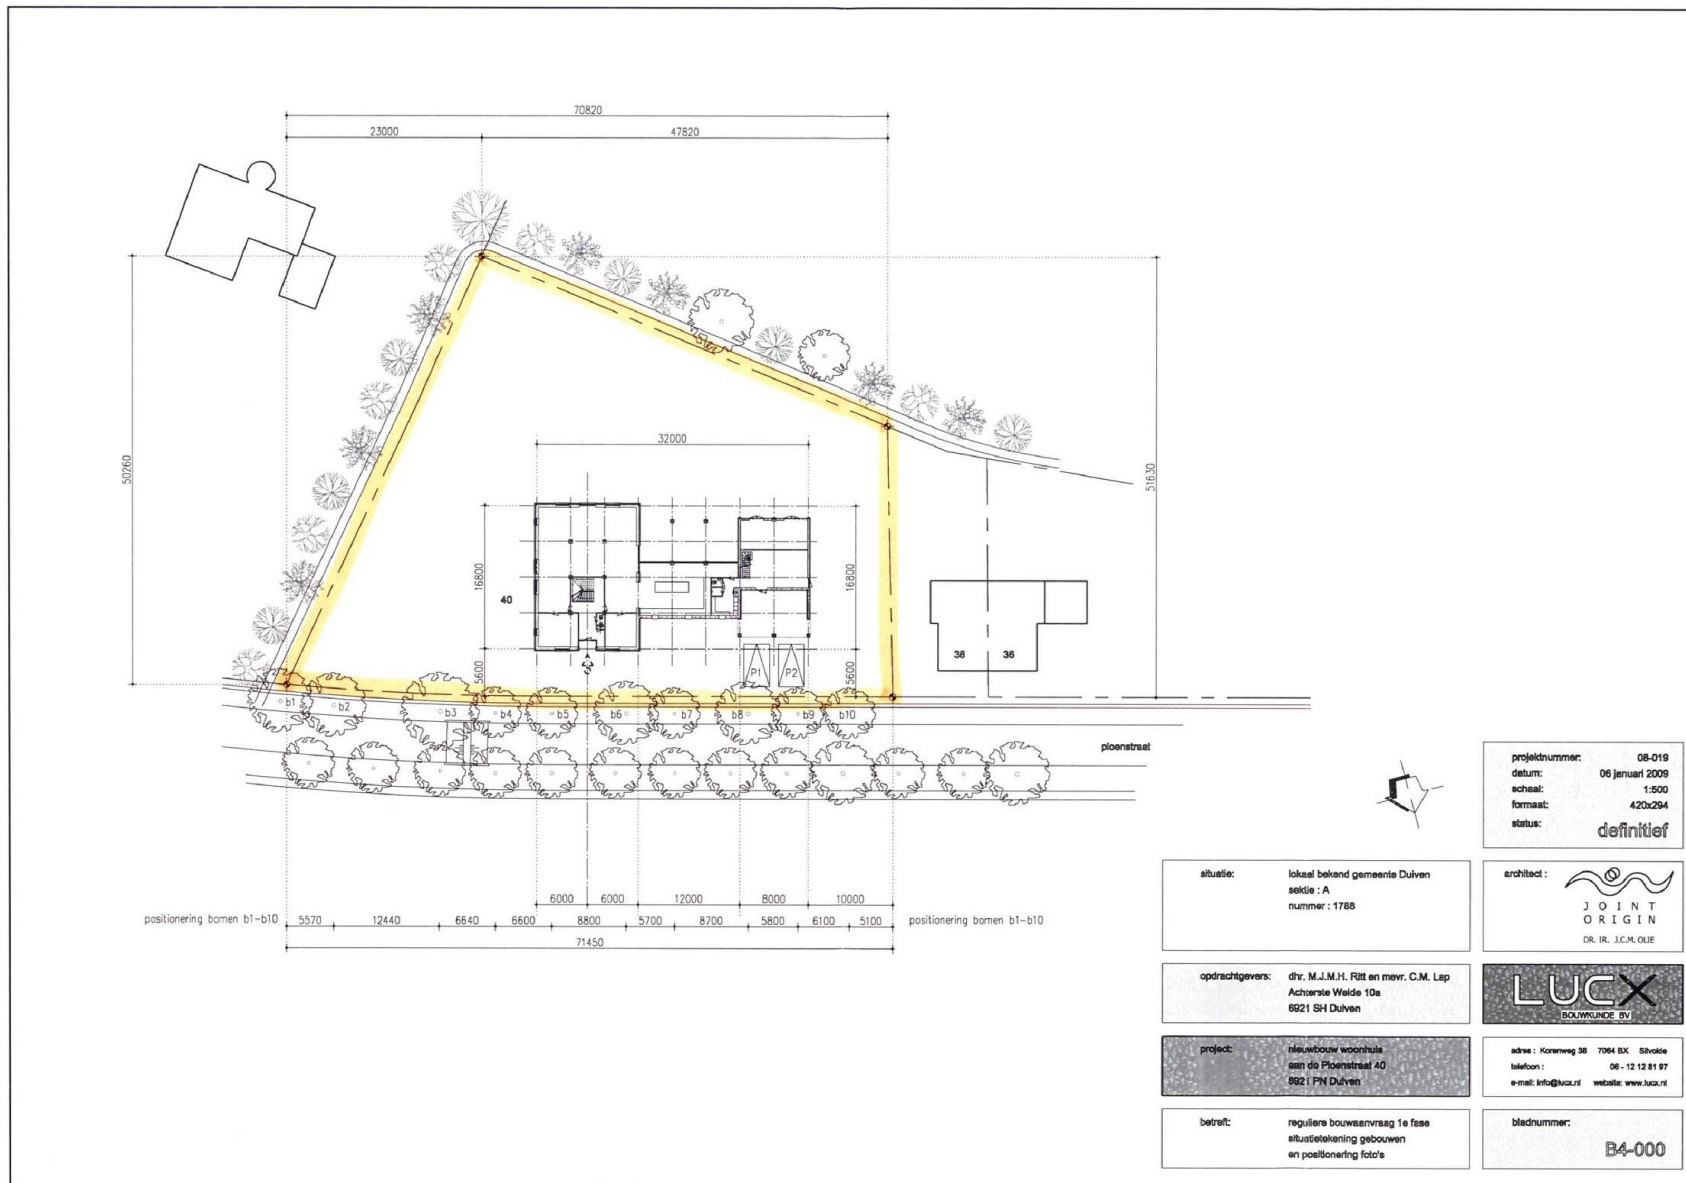 70820
23000
47820
50260
51630
32000
16800
16800
40
5600
5600
P1
P2
38
36
b1
b2
b3
b4
b5
b6
b7
b8
b9
b10
ploenstraat
6000
6000
12000
8000
10000
positionering bomen b1-b10
5570
12440
6640
6600
8800
5700
8700
5800
6100
5100
positionering bomen b1-b10
71450
projektnummer: 08-019
datum: 06 januari 2009
schaal: 1:500
formaat: 420x294
status: definitief
situatie: lokaal bekend gemeente Duiven
sektie : A
nummer : 1788
architect :
JOINT
ORIGIN
DR. IR. J.C.M. OLIE
opdrachtgevers: dhr. M.J.M.H. Ritt en mevr. C.M. Lap
Achterste Weide 10a
6921 SH Duiven
LUCX
BOUWKUNDE BV
project: nieuwbouw woonhuis
aan de Ploenstraat 40
6921 PN Duiven
adres : Korenweg 38 7064 BX Silvolde
telefoon : 06 - 12 12 81 97
e-mail: info@lucx.nl website: www.lucx.nl
betreft: reguliere bouwaanvraag 1e fase
situatietekening gebouwen
en positionering foto's
bladnummer:
B4-000